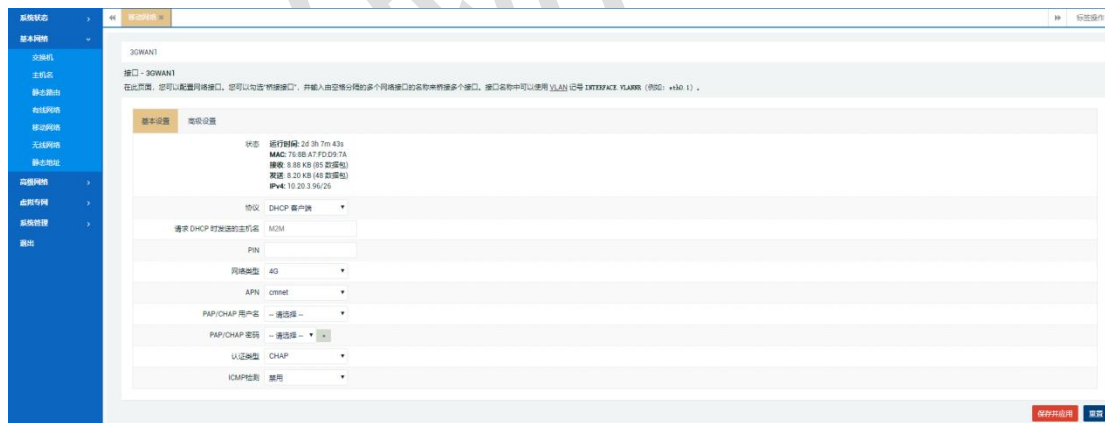 系统状态
基本网络
交换机
主机名
静态路由
有线网络
移动网络
无线网络
静态地址
高级网络
虚拟专网
系统管理
退出
移动网络
标签操作
3GWAN1
接口 - 3GWAN1
在此页面，您可以配置网络接口。您可以勾选"桥接接口"，并输入由空格分隔的多个网络接口的名称来桥接多个接口。接口名称中可以使用 VLAN 记号 INTERFACE.VLANNR（例如：eth0.1）。
基本设置 高级设置
状态 运行时间: 2d 3h 7m 43s
MAC: 76:8B:A7:FD:D9:7A
接收: 8.88 KB (85 数据包)
发送: 8.20 KB (48 数据包)
IPv4: 10.20.3.96/26
协议 DHCP 客户端
请求 DHCP 时发送的主机名 M2M
PIN
网络类型 4G
APN cmnet
PAP/CHAP 用户名 -- 请选择 --
PAP/CHAP 密码 -- 请选择 --
认证类型 CHAP
ICMP检测 禁用
保存并应用 重置